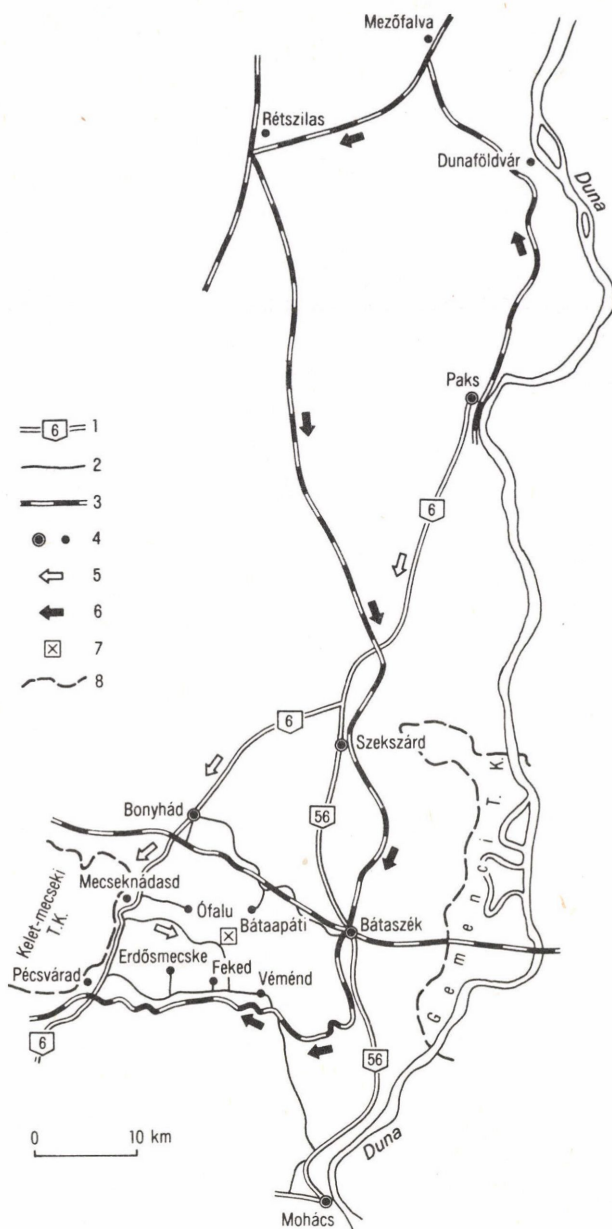 Mezőfalva
Rétszilas
Dunaföldvár
Duna
Paks
6 1
2
3
4
5
6
7
8
6
6
Szekszárd
56
Bonyhád
Kelet-mecseki
T.K.
Mecseknádasd
Ófalu
Bátaapáti
Bátaszék
Gemenci T. K.
Pécsvárad
Erdősmecske
Feked
Véménd
6
56
0 10 km
Duna
Mohács